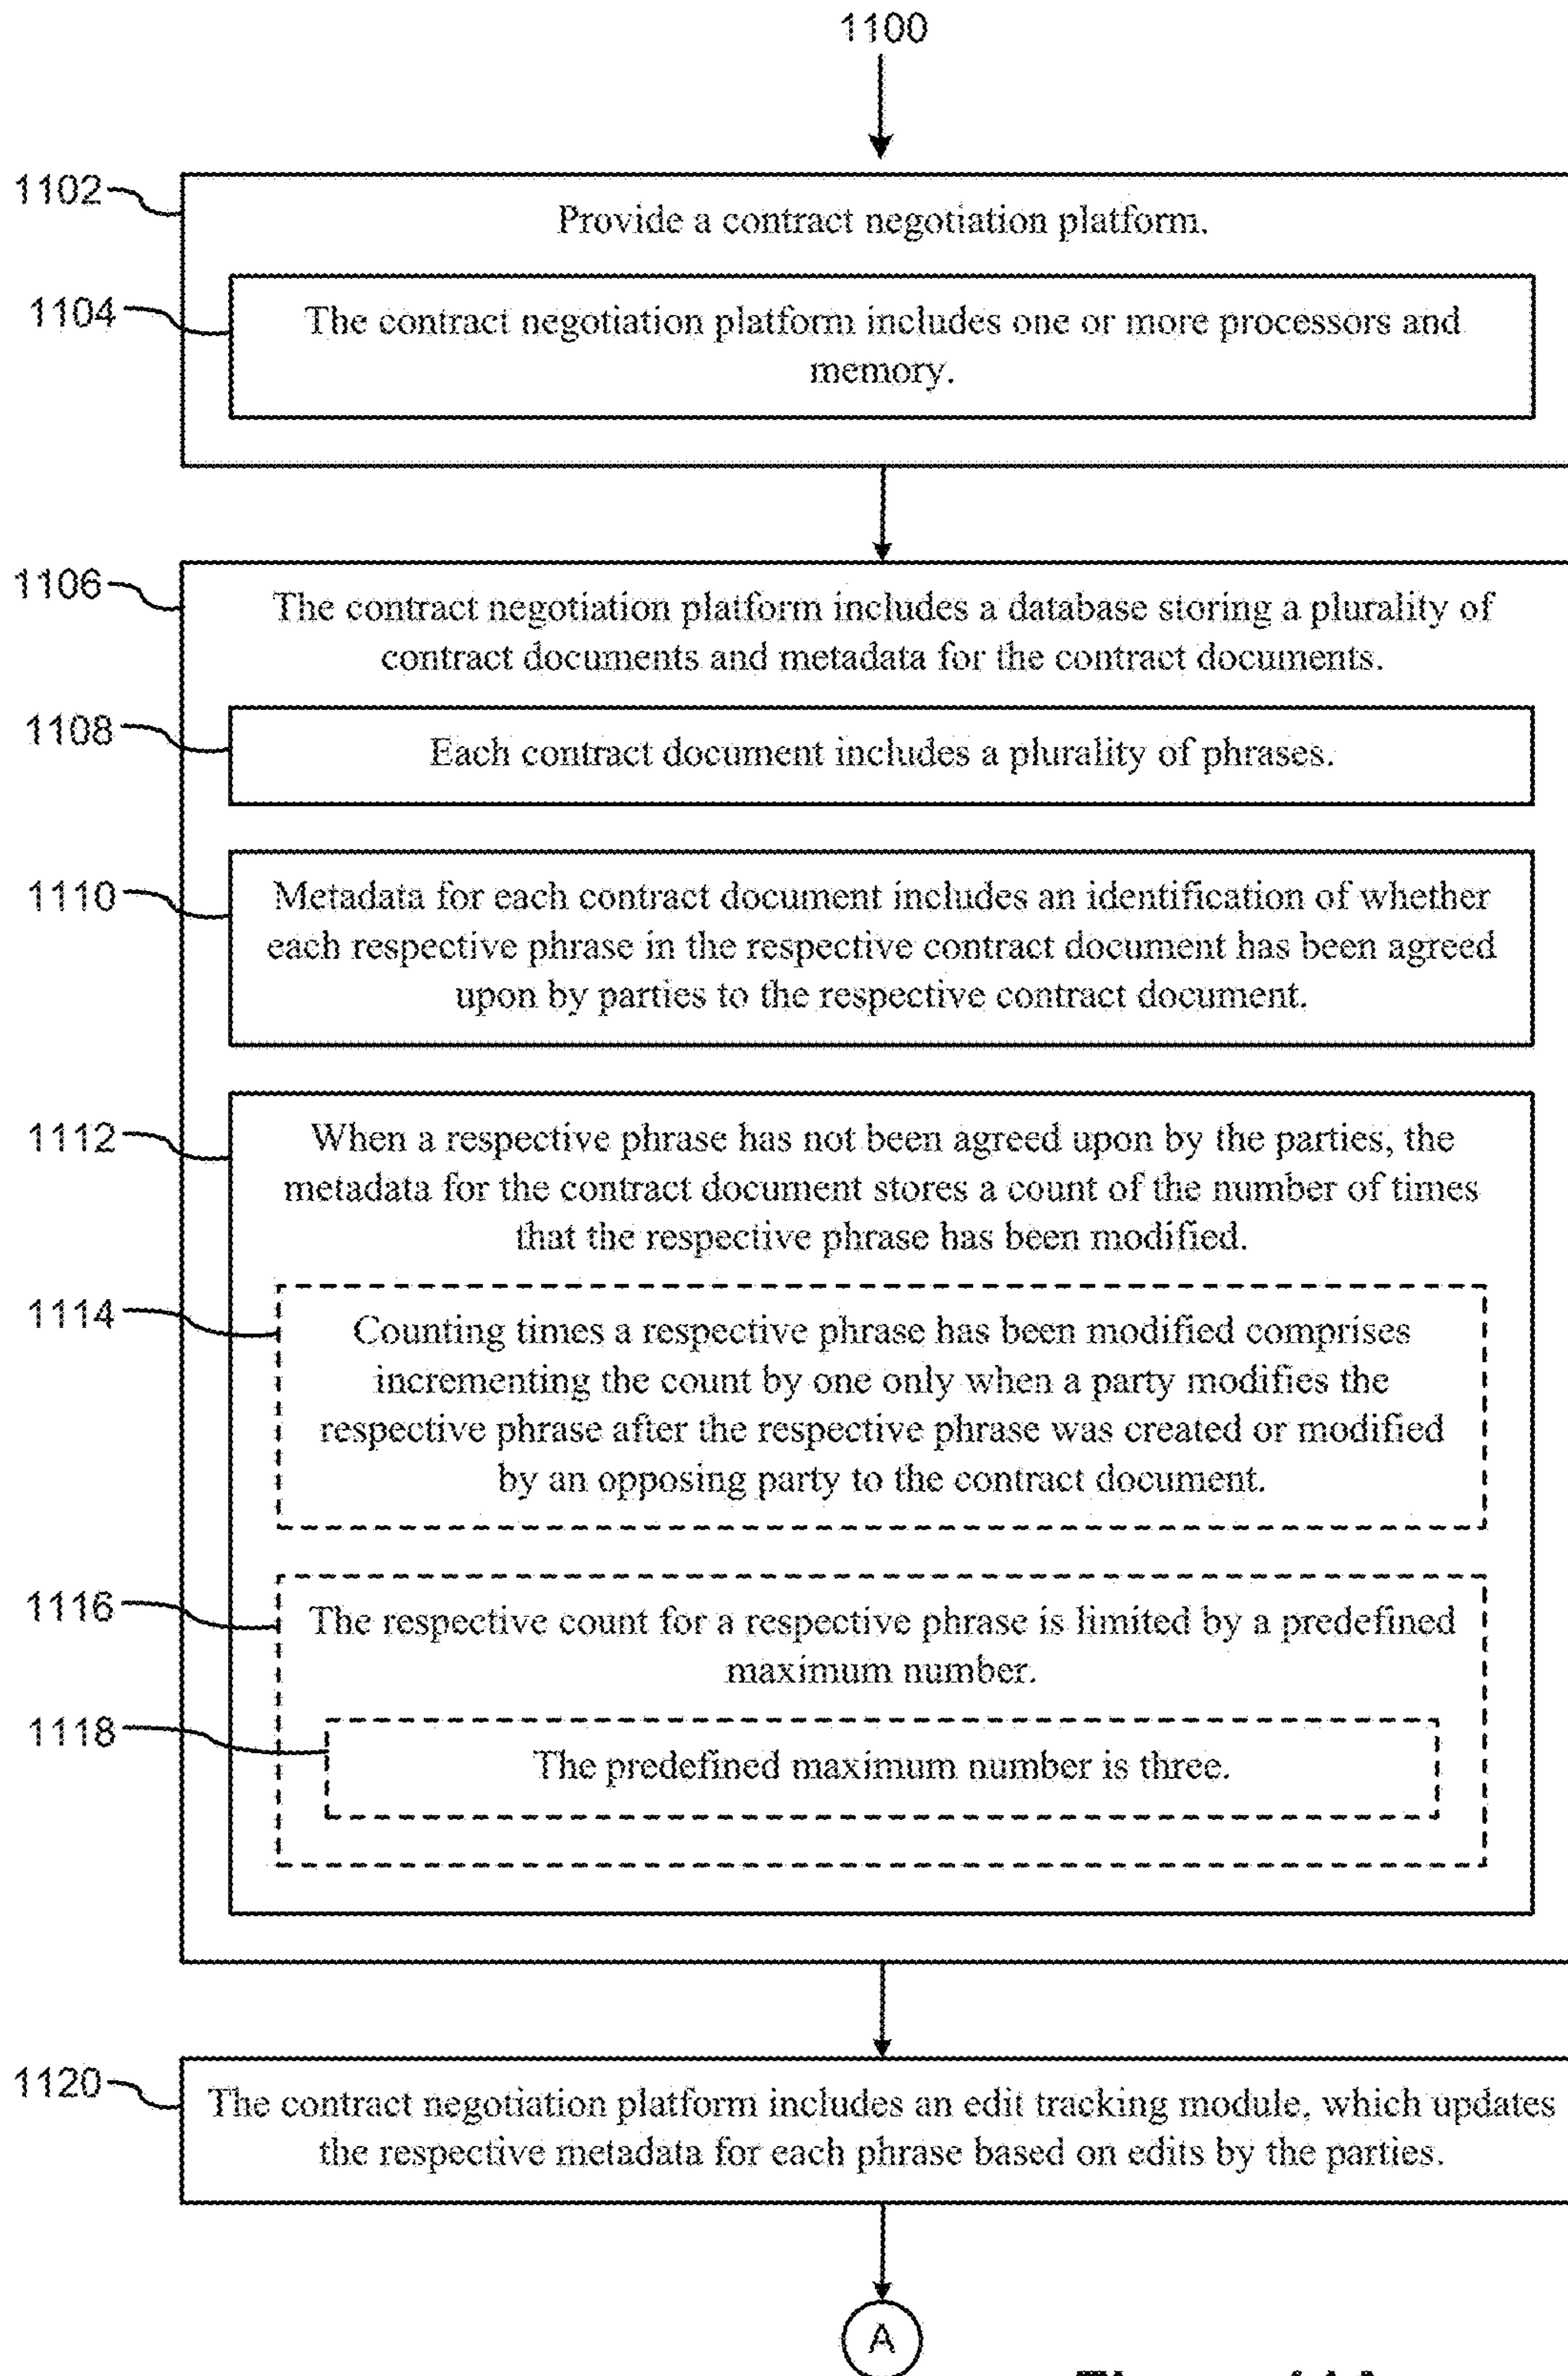 1100
1102
Provide a contract negotiation platform.
1104
The contract negotiation platform includes one or more processors and
memory.
1106
The contract negotiation platform includes a database storing a plurality of
contract documents and metadata for the contract documents.
1108
Each contract document includes a plurality of phrases.
1110
Metadata for each contract document includes an identification of whether
each respective phrase in the respective contract document has been agreed
upon by parties to the respective contract document.
1112
When a respective phrase has not been agreed upon by the parties, the
metadata for the contract document stores a count of the number of times
that the respective phrase has been modified.
1114
Counting times a respective phrase has been modified comprises
incrementing the count by one only when a party modifies the
respective phrase after the respective phrase was created or modified
by an opposing party to the contract document.
1116
The respective count for a respective phrase is limited by a predefined
maximum number.
1118
The predefined maximum number is three.
1120
The contract negotiation platform includes an edit tracking module, which updates
the respective metadata for each phrase based on edits by the parties.
A